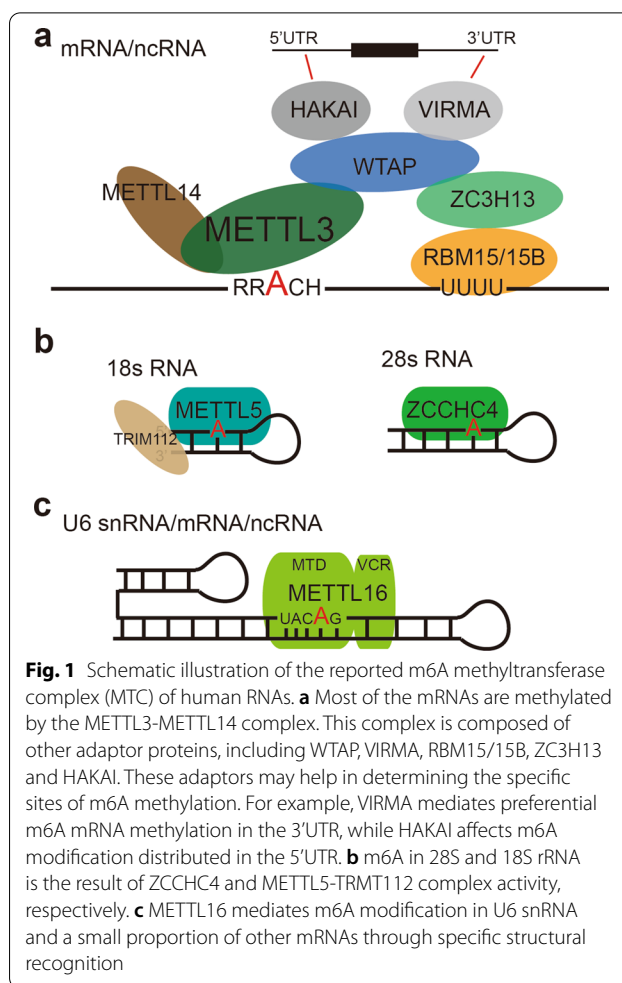 a mRNA/ncRNA
5'UTR 3'UTR
HAKAI VIRMA
WTAP
METTL14
ZC3H13
METTL3
RBM15/15B
RRACH UUUU
b
18s RNA 28s RNA
METTL5 ZCCHC4
A A
5'
TRIM112
3'
c
U6 snRNA/mRNA/ncRNA
MTD VCR
METTL16
UACAG
Fig. 1 Schematic illustration of the reported m6A methyltransferase
complex (MTC) of human RNAs. a Most of the mRNAs are methylated
by the METTL3-METTL14 complex. This complex is composed of
other adaptor proteins, including WTAP, VIRMA, RBM15/15B, ZC3H13
and HAKAI. These adaptors may help in determining the specific
sites of m6A methylation. For example, VIRMA mediates preferential
m6A mRNA methylation in the 3'UTR, while HAKAI affects m6A
modification distributed in the 5'UTR. b m6A in 28S and 18S rRNA
is the result of ZCCHC4 and METTL5-TRMT112 complex activity,
respectively. c METTL16 mediates m6A modification in U6 snRNA
and a small proportion of other mRNAs through specific structural
recognition